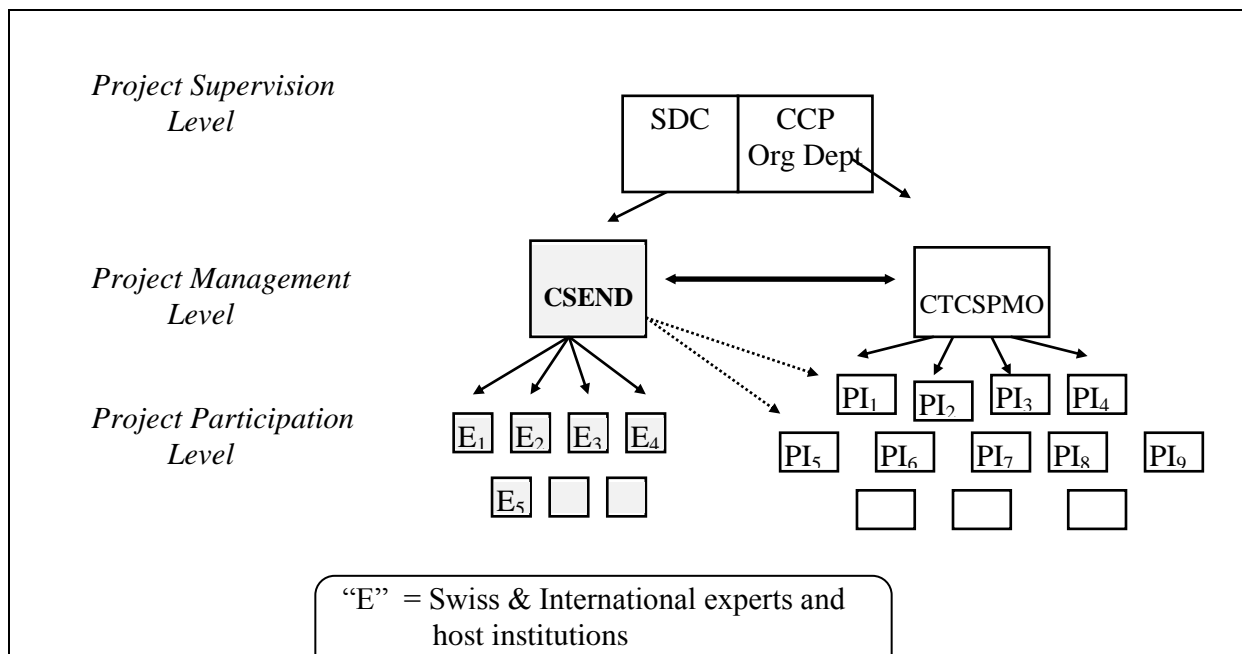 Project Supervision
Level
SDC
CCP
Org Dept
Project Management
Level
CSEND
CTCSPMO
Project Participation
Level
PI₁
PI₂
PI₃
PI₄
E₁
E₂
E₃
E₄
PI₅
PI₆
PI₇
PI₈
PI₉
E₅
“E” = Swiss & International experts and
host institutions